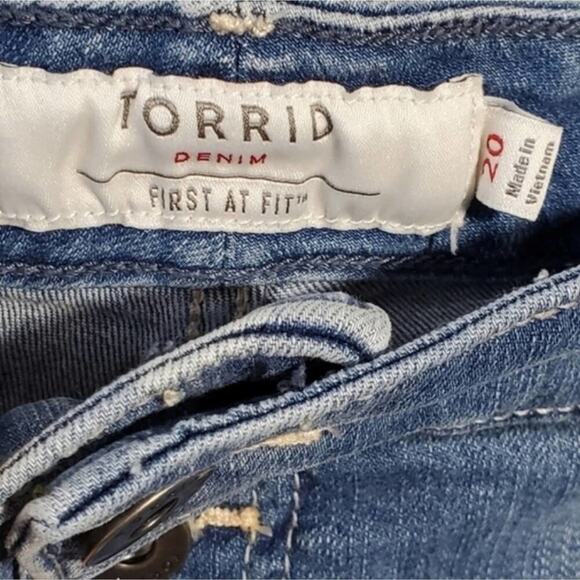 TORRID
DENIM
FIRST AT FIT™
20
Made in
Vietnam